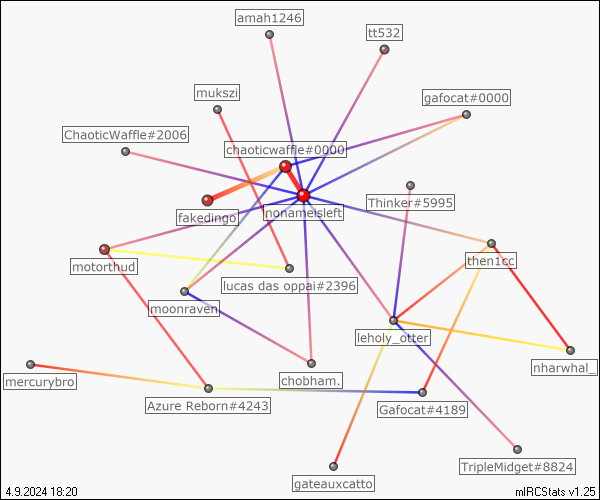 amah1246
tt532
mukszi
gafocat#0000
ChaoticWaffle#2006
chaoticwaffle#0000
Thinker#5995
fakedingo
nonameisleft
motorthud
then1cc
lucas das oppai#2396
moonraven
leholy_otter
nharwhal_
mercurybro
chobham.
Azure Reborn#4243
Gafocat#4189
TripleMidget#8824
gateauxcatto
4.9.2024 18:20
mIRCStats v1.25